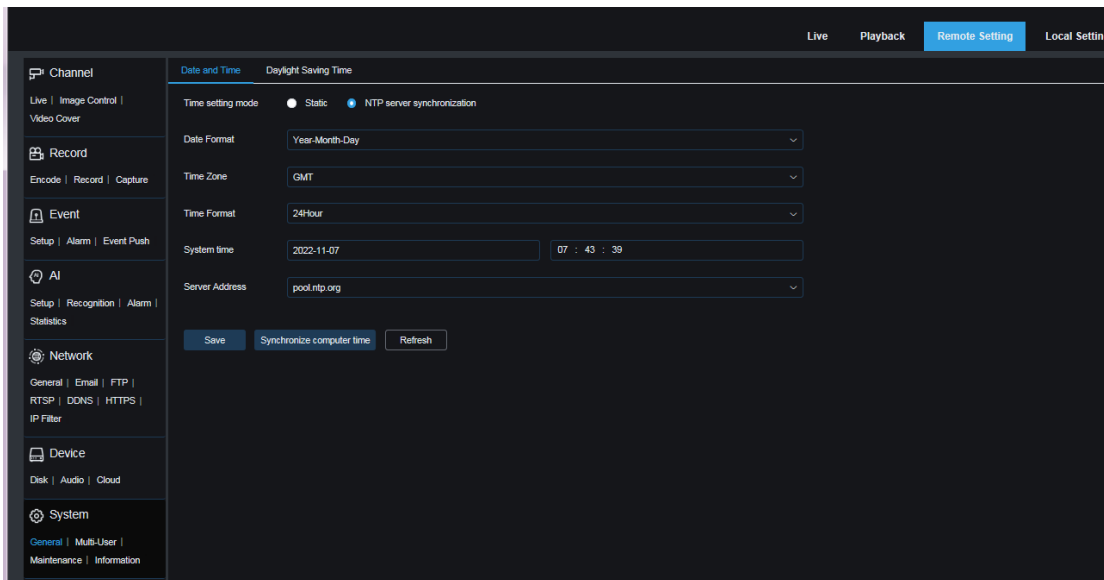 Live Playback Remote Setting Local Settin
Channel
Live | Image Control |
Video Cover
Record
Encode | Record | Capture
Event
Setup | Alarm | Event Push
AI
Setup | Recognition | Alarm |
Statistics
Network
General | Email | FTP |
RTSP | DDNS | HTTPS |
IP Filter
Device
Disk | Audio | Cloud
System
General | Multi-User |
Maintenance | Information
Date and Time Daylight Saving Time
Time setting mode Static NTP server synchronization
Date Format Year-Month-Day
Time Zone GMT
Time Format 24Hour
System time 2022-11-07 07 : 43 : 39
Server Address pool.ntp.org
Save Synchronize computer time Refresh